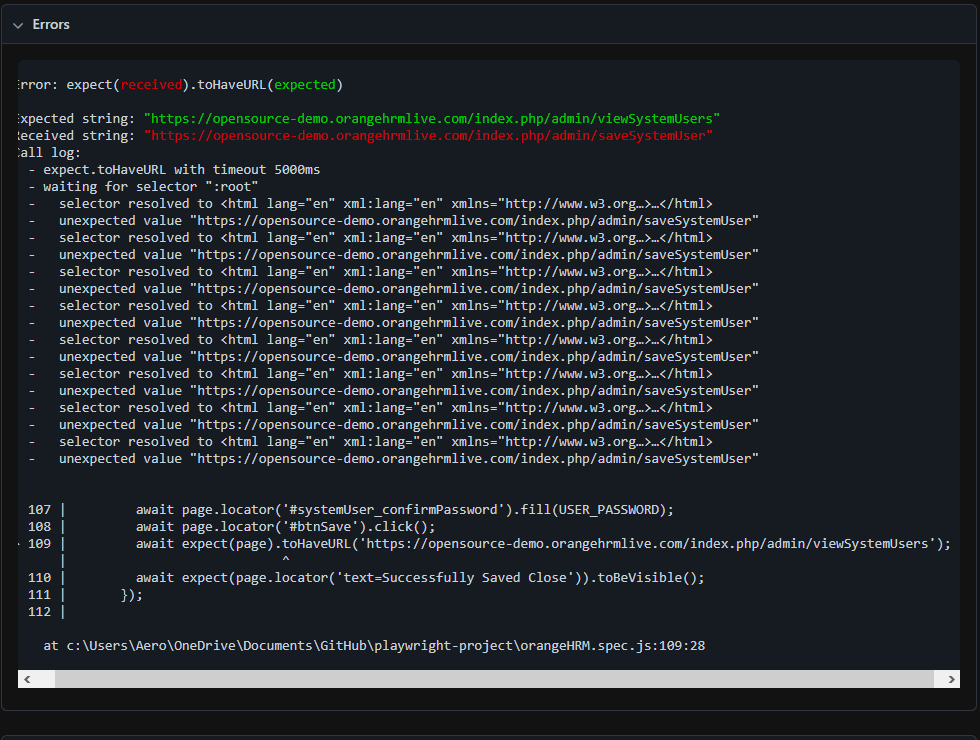 Errors
Error: expect(received).toHaveURL(expected)
Expected string: "https://opensource-demo.orangehrmlive.com/index.php/admin/viewSystemUsers"
Received string: "https://opensource-demo.orangehrmlive.com/index.php/admin/saveSystemUser"
Call log:
- expect.toHaveURL with timeout 5000ms
- waiting for selector ":root"
-   selector resolved to <html lang="en" xml:lang="en" xmlns="http://www.w3.org…>…</html>
-   unexpected value "https://opensource-demo.orangehrmlive.com/index.php/admin/saveSystemUser"
-   selector resolved to <html lang="en" xml:lang="en" xmlns="http://www.w3.org…>…</html>
-   unexpected value "https://opensource-demo.orangehrmlive.com/index.php/admin/saveSystemUser"
-   selector resolved to <html lang="en" xml:lang="en" xmlns="http://www.w3.org…>…</html>
-   unexpected value "https://opensource-demo.orangehrmlive.com/index.php/admin/saveSystemUser"
-   selector resolved to <html lang="en" xml:lang="en" xmlns="http://www.w3.org…>…</html>
-   unexpected value "https://opensource-demo.orangehrmlive.com/index.php/admin/saveSystemUser"
-   selector resolved to <html lang="en" xml:lang="en" xmlns="http://www.w3.org…>…</html>
-   unexpected value "https://opensource-demo.orangehrmlive.com/index.php/admin/saveSystemUser"
-   selector resolved to <html lang="en" xml:lang="en" xmlns="http://www.w3.org…>…</html>
-   unexpected value "https://opensource-demo.orangehrmlive.com/index.php/admin/saveSystemUser"
-   selector resolved to <html lang="en" xml:lang="en" xmlns="http://www.w3.org…>…</html>
-   unexpected value "https://opensource-demo.orangehrmlive.com/index.php/admin/saveSystemUser"
-   selector resolved to <html lang="en" xml:lang="en" xmlns="http://www.w3.org…>…</html>
-   unexpected value "https://opensource-demo.orangehrmlive.com/index.php/admin/saveSystemUser"
107 |         await page.locator('#systemUser_confirmPassword').fill(USER_PASSWORD);
108 |         await page.locator('#btnSave').click();
109 |         await expect(page).toHaveURL('https://opensource-demo.orangehrmlive.com/index.php/admin/viewSystemUsers');
|                            ^
110 |         await expect(page.locator('text=Successfully Saved Close')).toBeVisible();
111 |       });
112 |
at c:\Users\Aero\OneDrive\Documents\GitHub\playwright-project\orangeHRM.spec.js:109:28